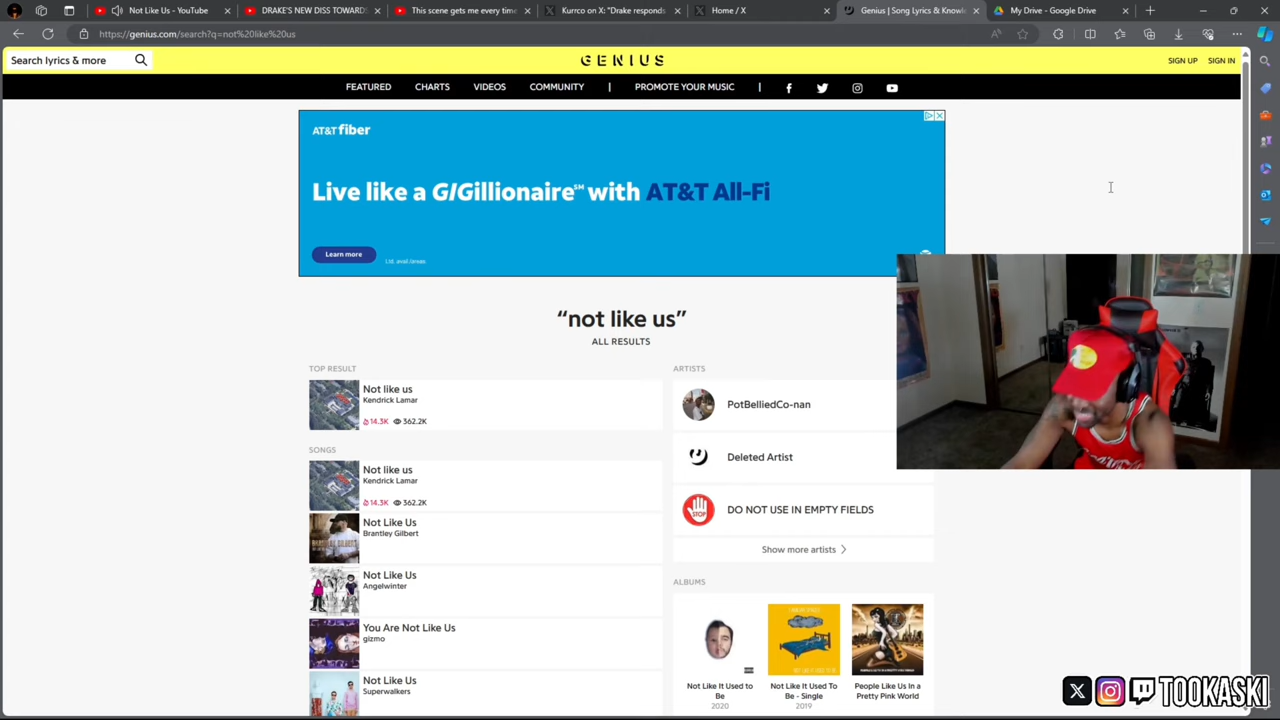 Not Like Us - YouTube
DRAKE'S NEW DISS TOWARDS
This scene gets me every time
Kurco on X: "Drake responds
Home / X
Genius | Song Lyrics & Knowle
My Drive - Google Drive
https://genius.com/search?q=not%20like%20us
Search lyrics & more
GENIUS
SIGN UP
SIGN IN
FEATURED
CHARTS
VIDEOS
COMMUNITY
PROMOTE YOUR MUSIC
AT&T fiber
Live like a GIGillionaire℠ with AT&T All-Fi
Learn more
Ltd. avail./areas.
“not like us”
ALL RESULTS
TOP RESULT
Not like us
Kendrick Lamar
14.3K 362.2K
SONGS
Not like us
Kendrick Lamar
14.3K 362.2K
Not Like Us
Brantley Gilbert
Not Like Us
Angelwinter
You Are Not Like Us
gizmo
Not Like Us
Superwalkers
ARTISTS
PotBelliedCo-nan
Deleted Artist
STOP
DO NOT USE IN EMPTY FIELDS
Show more artists
ALBUMS
Not Like It Used to
Be
2020
Not Like It Used To
Be - Single
2019
People Like Us In a
Pretty Pink World
TOOKASKI